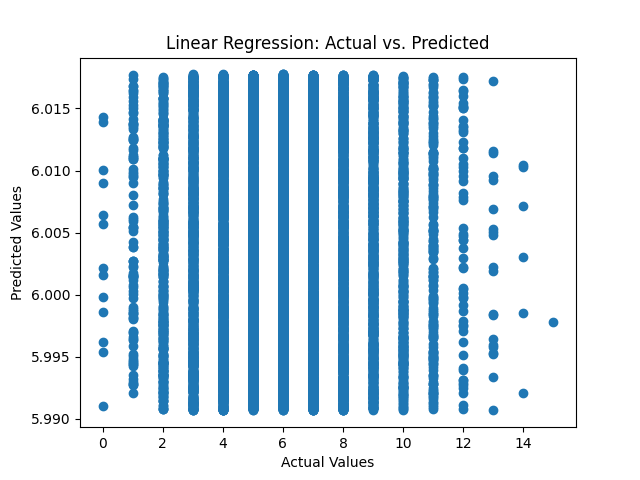 Linear Regression: Actual vs. Predicted
Predicted Values
6.015
6.010
6.005
6.000
5.995
5.990
0 2 4 6 8 10 12 14
Actual Values